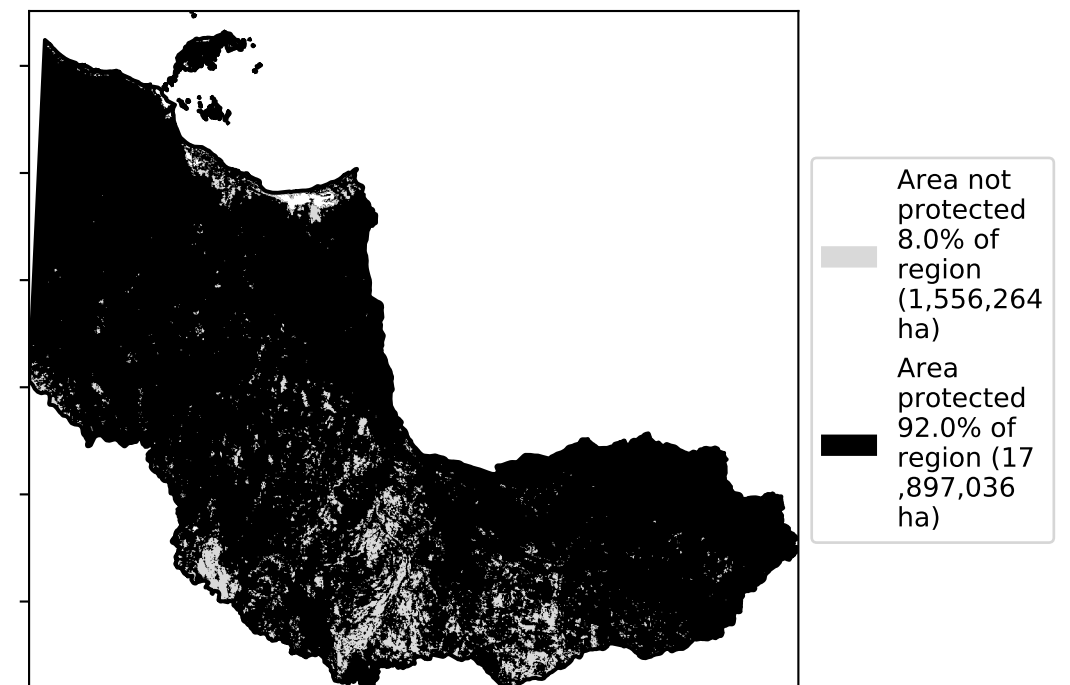 Area not
protected
8.0% of
region
(1,556,264
ha)
Area
protected
92.0% of
region (17
,897,036
ha)